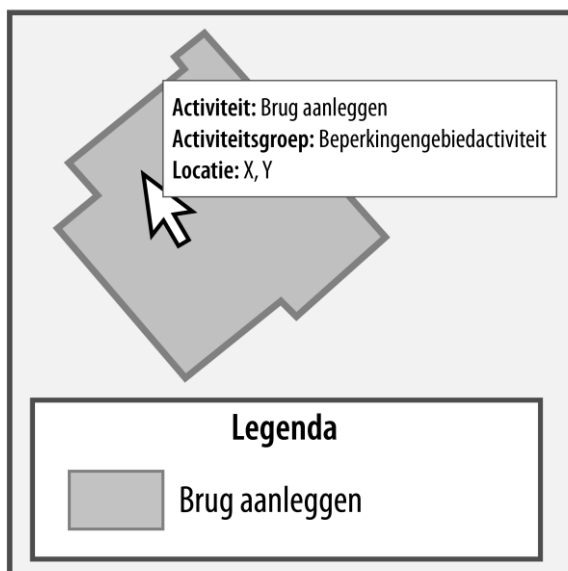 Activiteit: Brug aanleggen
Activiteitsgroep: Beperkingengebiedactiviteit
Locatie: X, Y
Legenda
Brug aanleggen